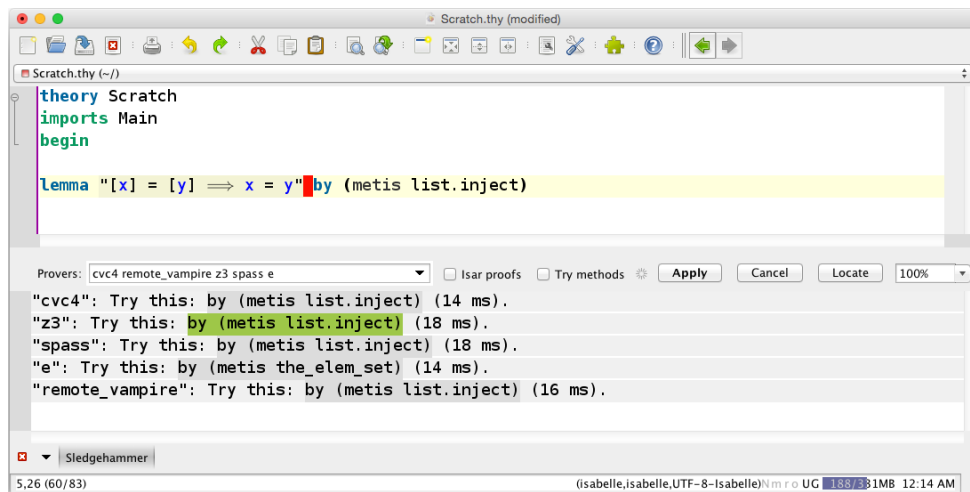 Scratch.thy (modified)
Scratch.thy (~/)
theory Scratch
imports Main
begin
lemma "[x] = [y] ⟹ x = y" by (metis list.inject)
Provers: cvc4 remote_vampire z3 spass e Isar proofs Try methods Apply Cancel Locate 100%
"cvc4": Try this: by (metis list.inject) (14 ms).
"z3": Try this: by (metis list.inject) (18 ms).
"spass": Try this: by (metis list.inject) (18 ms).
"e": Try this: by (metis the_elem_set) (14 ms).
"remote_vampire": Try this: by (metis list.inject) (16 ms).
Sledgehammer
5,26 (60/83) (isabelle,isabelle,UTF-8-Isabelle)N m r o UG 188/331MB 12:14 AM